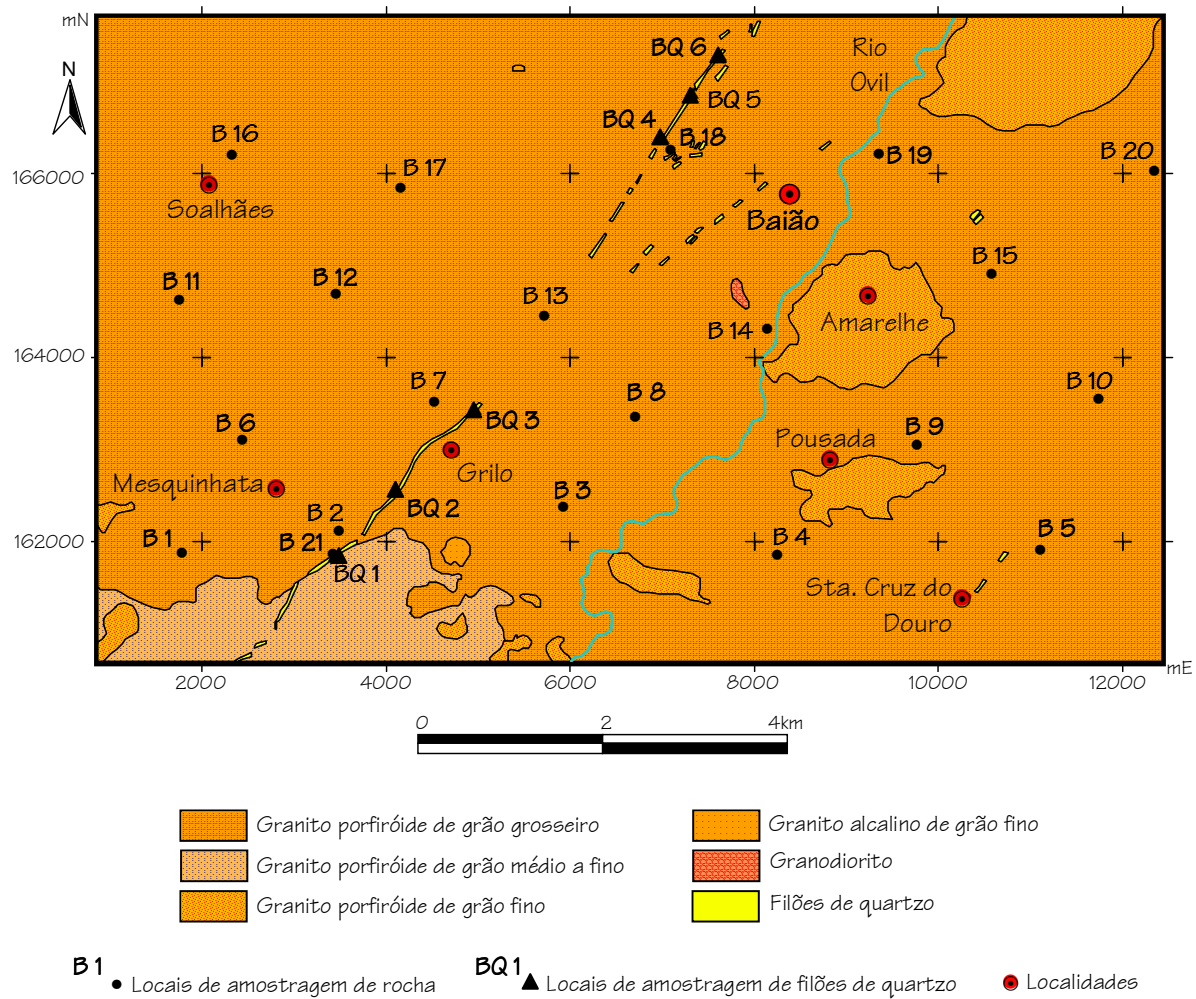 mN
N
BQ 6
Rio
Ovil
BQ 5
BQ 4
B 16
B 18
B 17
B 19
B 20
166000
Soalhães
Baião
B 11
B 12
B 15
B 13
B 14
Amarelhe
164000
B 7
B 8
B 10
BQ 3
B 6
B 9
Pousada
Grilo
Mesquinhata
BQ 2
B 3
B 2
B 1
B 21
B 4
B 5
162000
BQ 1
Sta. Cruz do
Douro
mE
2000 4000 6000 8000 10000 12000
0 2 4km
Granito porfiróide de grão grosseiro
Granito porfiróide de grão médio a fino
Granito porfiróide de grão fino
Granito alcalino de grão fino
Granodiorito
Filões de quartzo
B 1 Locais de amostragem de rocha
BQ 1 Locais de amostragem de filões de quartzo
Localidades